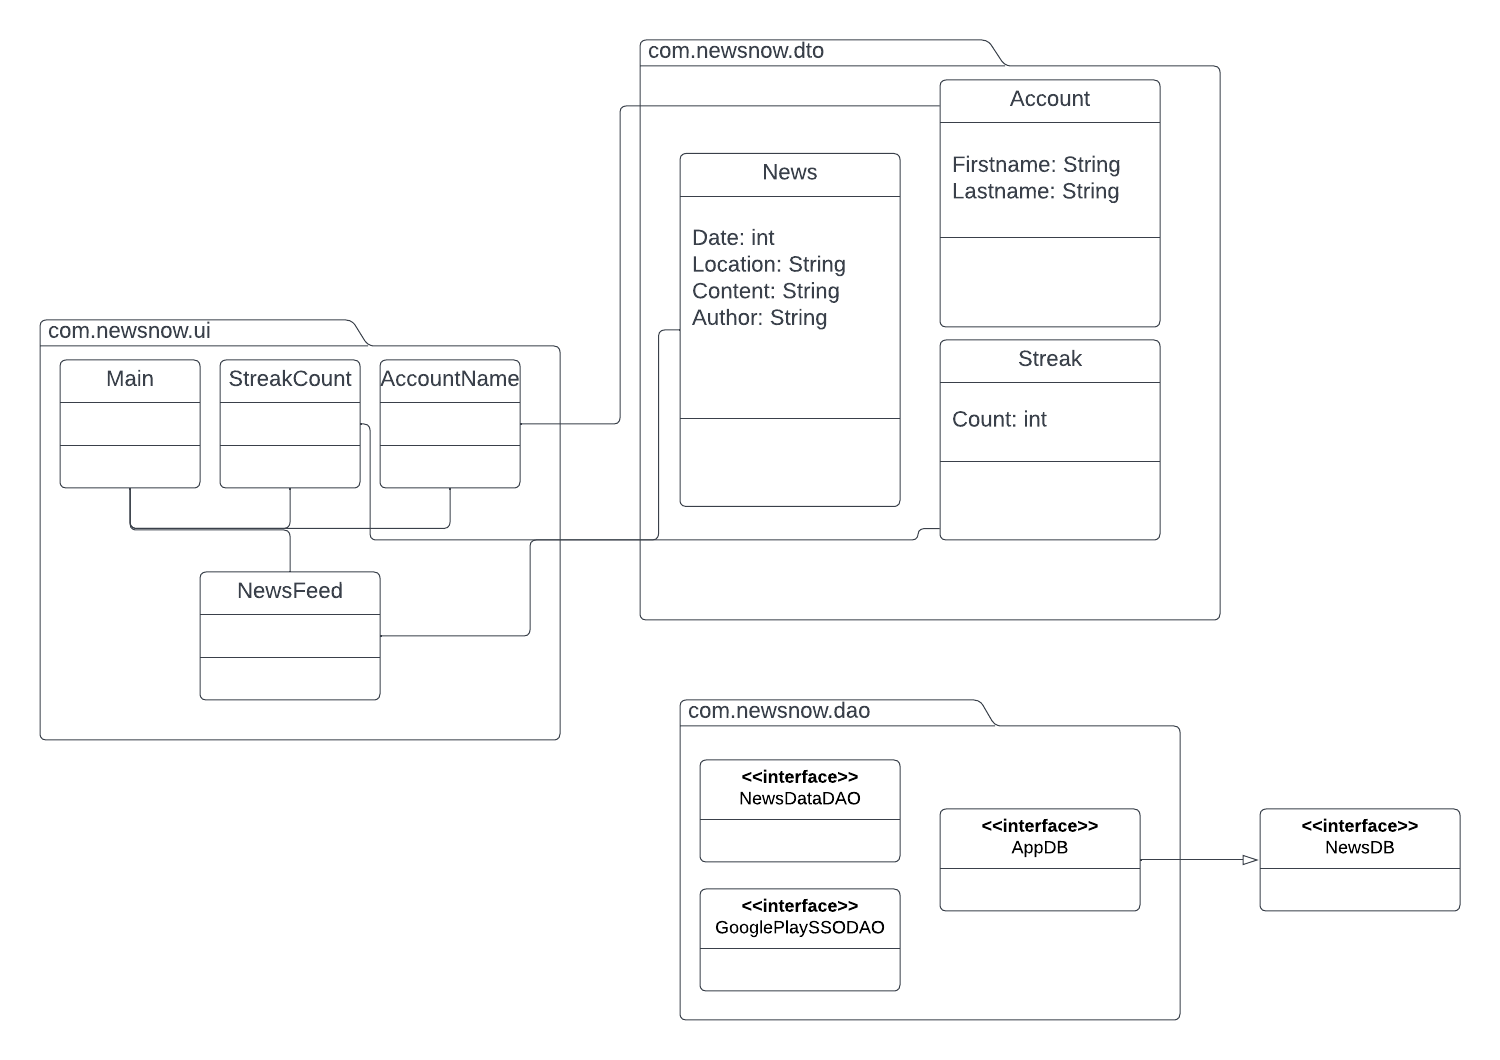 com.newsnow.dto
Account
Firstname: String
Lastname: String
News
Date: int
Location: String
Content: String
Author: String
Streak
Count: int
com.newsnow.ui
Main
StreakCount
AccountName
NewsFeed
com.newsnow.dao
<<interface>>
NewsDataDAO
<<interface>>
GooglePlaySSODAO
<<interface>>
AppDB
<<interface>>
NewsDB